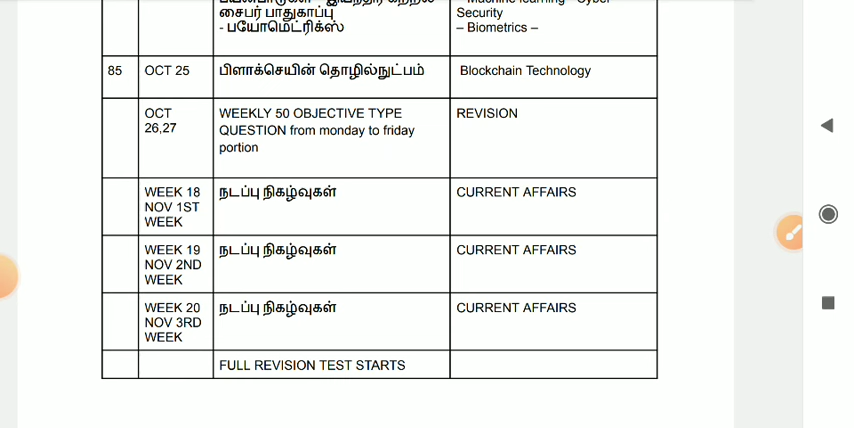 சைபர் பாதுகாப்பு
- பயோமெட்ரிக்ஸ்
Security
– Biometrics –
85
OCT 25
பிளாக்செயின் தொழில்நுட்பம்
Blockchain Technology
OCT
26,27
WEEKLY 50 OBJECTIVE TYPE
QUESTION from monday to friday
portion
REVISION
WEEK 18
NOV 1ST
WEEK
நடப்பு நிகழ்வுகள்
CURRENT AFFAIRS
WEEK 19
NOV 2ND
WEEK
நடப்பு நிகழ்வுகள்
CURRENT AFFAIRS
WEEK 20
NOV 3RD
WEEK
நடப்பு நிகழ்வுகள்
CURRENT AFFAIRS
FULL REVISION TEST STARTS